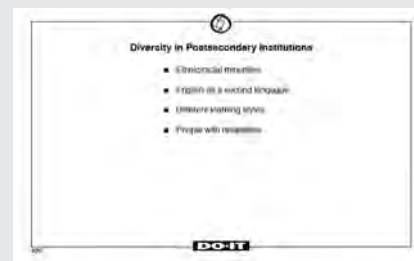 Diversity in Postsecondary Institutions
■ Ethnic/racial minorities
■ English as a second language
■ Different learning styles
■ People with disabilities
DO-IT